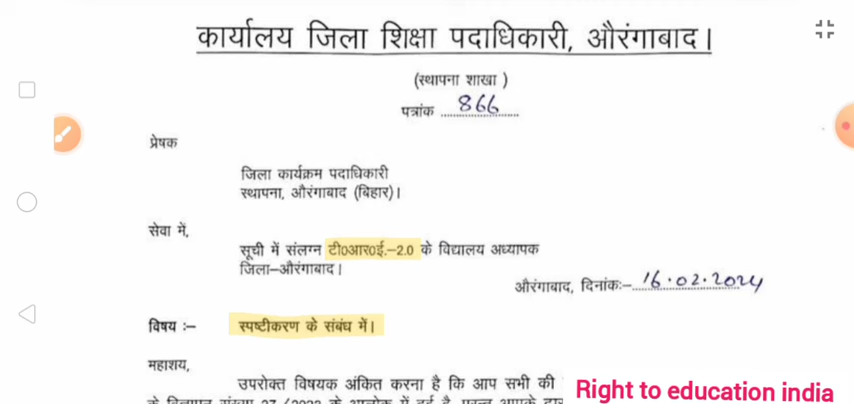 कार्यालय जिला शिक्षा पदाधिकारी, औरंगाबाद।
(स्थापना शाखा )
पत्रांक 866
प्रेषक
जिला कार्यक्रम पदाधिकारी
स्थापना, औरंगाबाद (बिहार)।
सेवा में,
सूची में संलग्न टी0आर0ई.–2.0 के विद्यालय अध्यापक
जिला–औरंगाबाद।
औरंगाबाद, दिनांकः– 16.02.2024
विषय :– स्पष्टीकरण के संबंध में।
महाशय,
उपरोक्त विषयक अंकित करना है कि आप सभी की
Right to education india